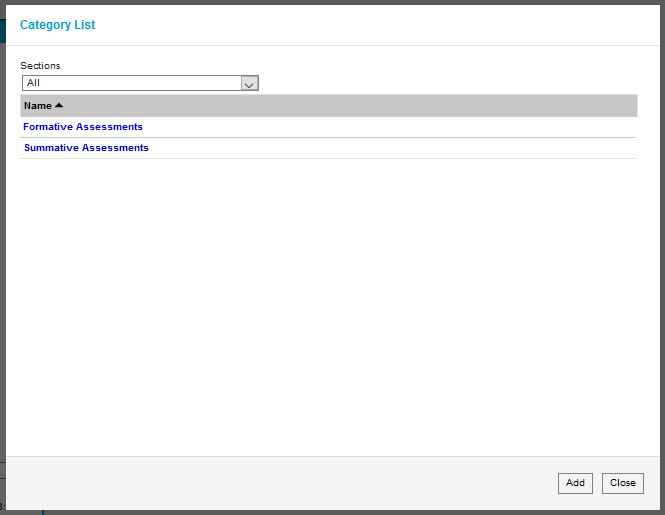 Category List
Sections
All
Name
Formative Assessments
Summative Assessments
Add Close